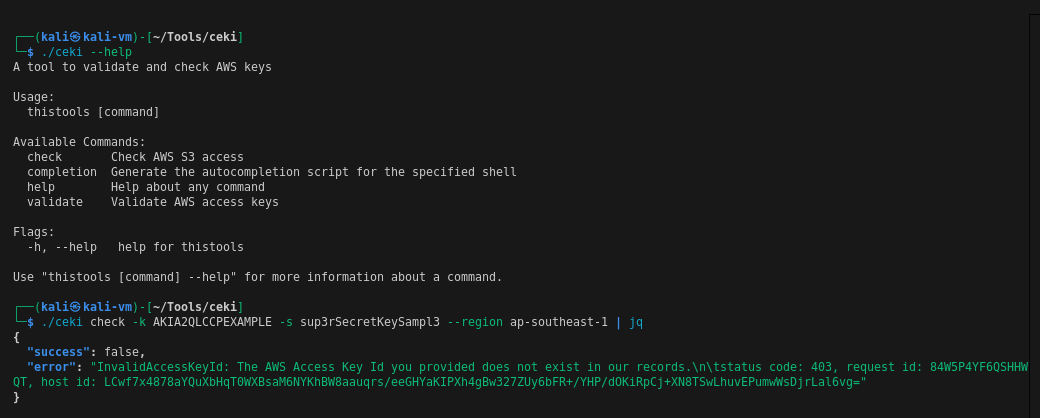 ┌──(kali㉿kali-vm)-[~/Tools/ceki]
└─$ ./ceki --help
A tool to validate and check AWS keys

Usage:
  thistools [command]

Available Commands:
  check       Check AWS S3 access
  completion  Generate the autocompletion script for the specified shell
  help        Help about any command
  validate    Validate AWS access keys

Flags:
  -h, --help   help for thistools

Use "thistools [command] --help" for more information about a command.

┌──(kali㉿kali-vm)-[~/Tools/ceki]
└─$ ./ceki check -k AKIA2QLCCPEXAMPLE -s sup3rSecretKeySampl3 --region ap-southeast-1 | jq
{
  "success": false,
  "error": "InvalidAccessKeyId: The AWS Access Key Id you provided does not exist in our records.\n\tstatus code: 403, request id: 84W5P4YF6QSHHW
QT, host id: LCwf7x4878aYQuXbHqT0WXBsaM6NYKhBW8aauqrs/eeGHYaKIPXh4gBw327ZUy6bFR+/YHP/dOKiRpCj+XN8TSwLhuvEPumwWsDjrLal6vg="
}